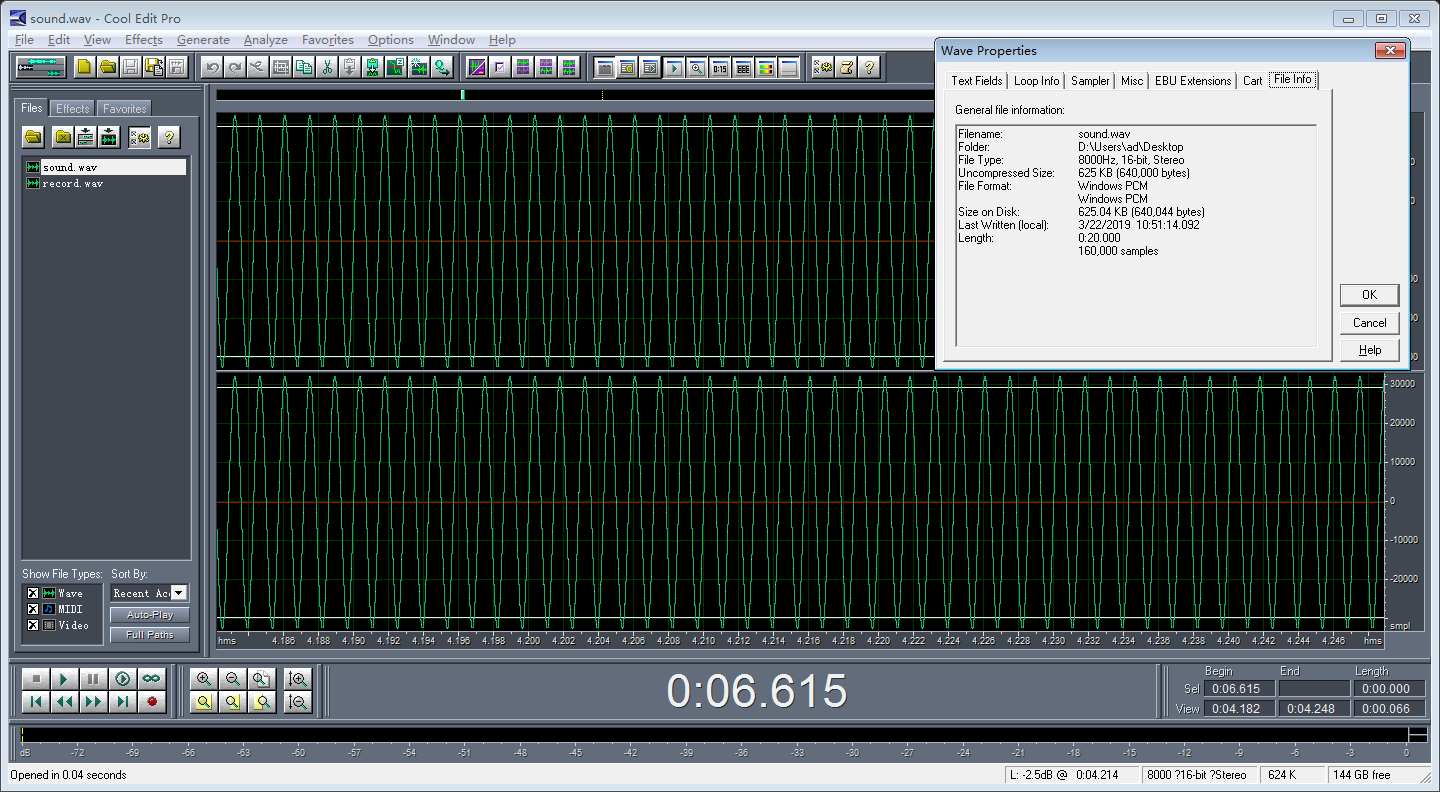 sound.wav - Cool Edit Pro
File Edit View Effects Generate Analyze Favorites Options Window Help
Files Effects Favorites
sound.wav
record.wav
Show File Types: Sort By:
Wave
MIDI
Video
Recent Ac
Auto-Play
Full Paths
0:15
Wave Properties
Text Fields Loop Info Sampler Misc EBU Extensions Cart File Info
General file information:
Filename: sound.wav
Folder: D:\Users\ad\Desktop
File Type: 8000Hz, 16-bit, Stereo
Uncompressed Size: 625 KB (640,000 bytes)
File Format: Windows PCM
Windows PCM
Size on Disk: 625.04 KB (640,044 bytes)
Last Written (local): 3/22/2019 10:51:14.092
Length: 0:20.000
160,000 samples
OK
Cancel
Help
30000
20000
10000
0
-10000
-20000
smpl
hms 4.186 4.188 4.190 4.192 4.194 4.196 4.198 4.200 4.202 4.204 4.206 4.208 4.210 4.212 4.214 4.216 4.218 4.220 4.222 4.224 4.226 4.228 4.230 4.232 4.234 4.236 4.238 4.240 4.242 4.244 4.246 hms
0:06.615
Begin End Length
Sel 0:06.615 0:00.000
View 0:04.182 0:04.248 0:00.066
dB -72 -69 -66 -63 -60 -57 -54 -51 -48 -45 -42 -39 -36 -33 -30 -27 -24 -21 -18 -15 -12 -9 -6 -3 0
Opened in 0.04 seconds
L: -2.5dB @ 0:04.214 8000 ?16-bit ?Stereo 624 K 144 GB free